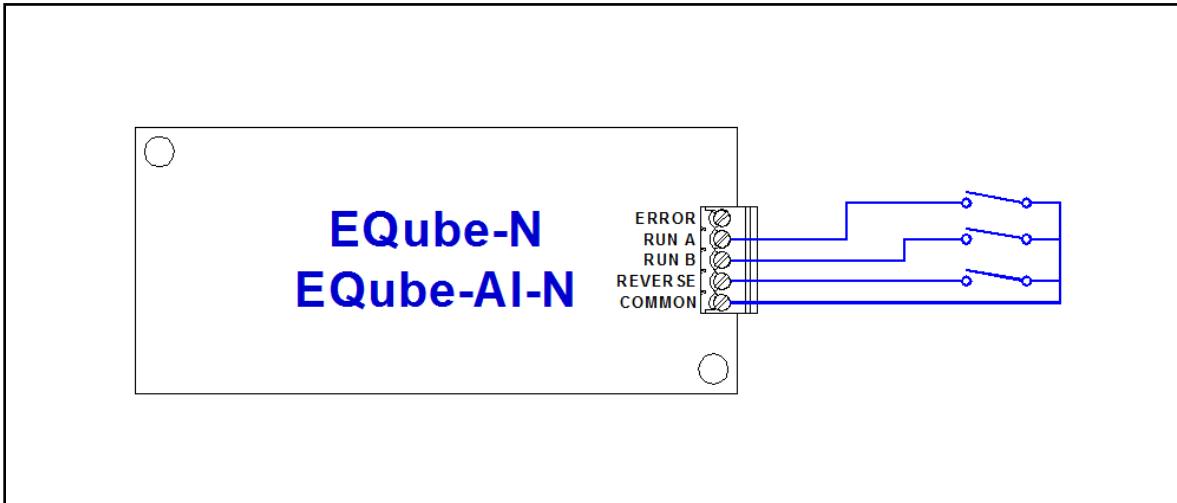 EQube-N
EQube-AI-N
ERROR
RUN A
RUN B
REVERSE
COMMON